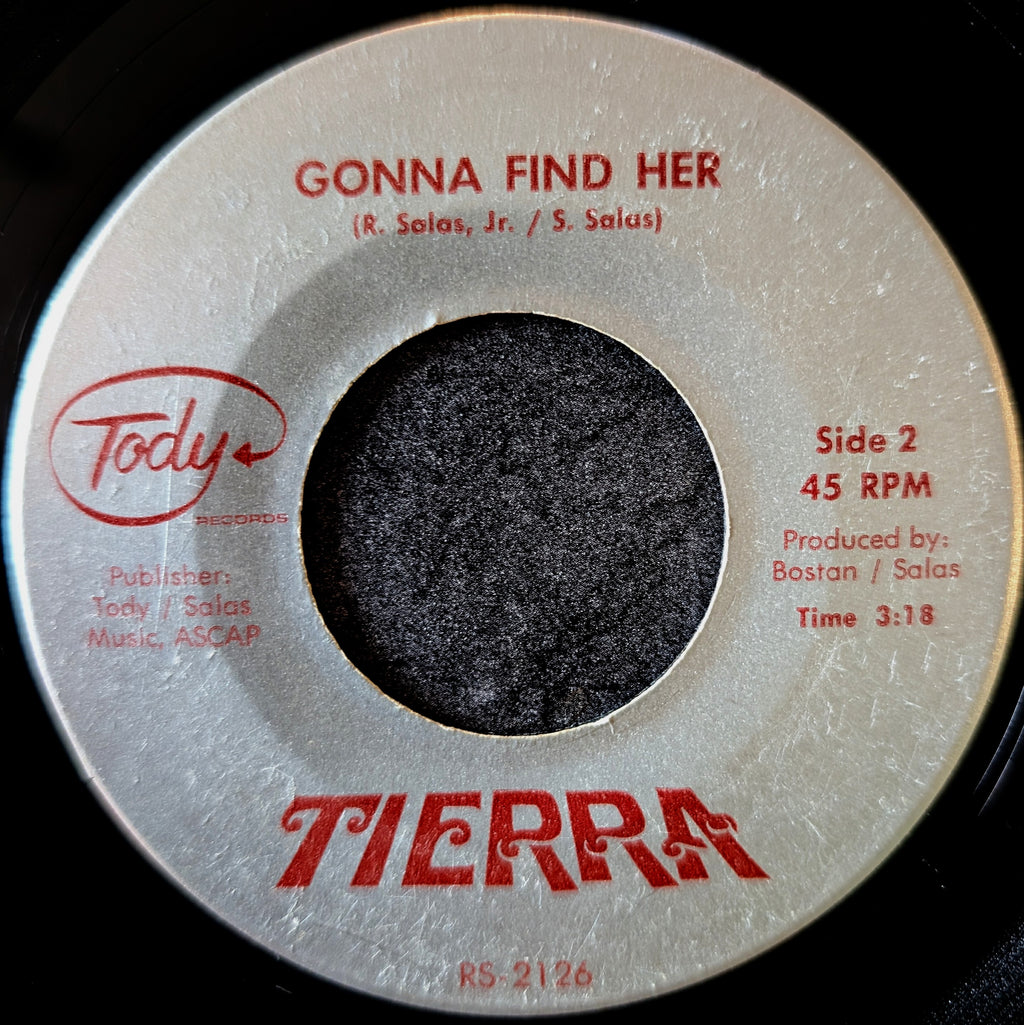 GONNA FIND HER
(R. Salas, Jr. / S. Salas)
Tody
RECORDS
Publisher:
Tody / Salas
Music, ASCAP
Side 2
45 RPM
Produced by:
Bostan / Salas
Time 3:18
TIERRA
RS-2126